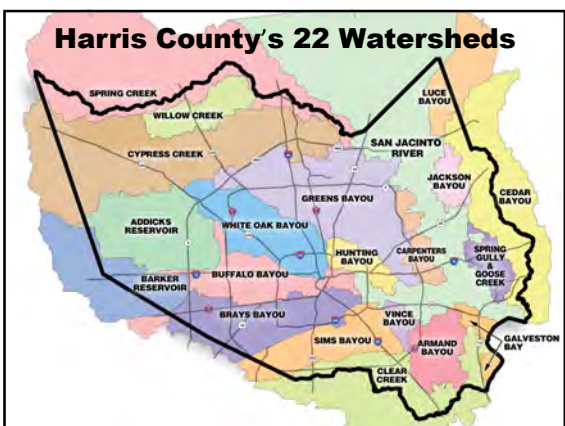 Harris County's 22 Watersheds
SPRING CREEK
WILLOW CREEK
LUCE
BAYOU
CYPRESS CREEK
SAN JACINTO
RIVER
JACKSON
BAYOU
CEDAR
BAYOU
GREENS BAYOU
ADDICKS
RESERVOIR
WHITE OAK BAYOU
HUNTING
BAYOU
CARPENTERS
BAYOU
SPRING
GULLY
&
GOOSE
CREEK
BARKER
RESERVOIR
BUFFALO BAYOU
BRAYS BAYOU
VINCE
BAYOU
SIMS BAYOU
ARMAND
BAYOU
GALVESTON
BAY
CLEAR
CREEK